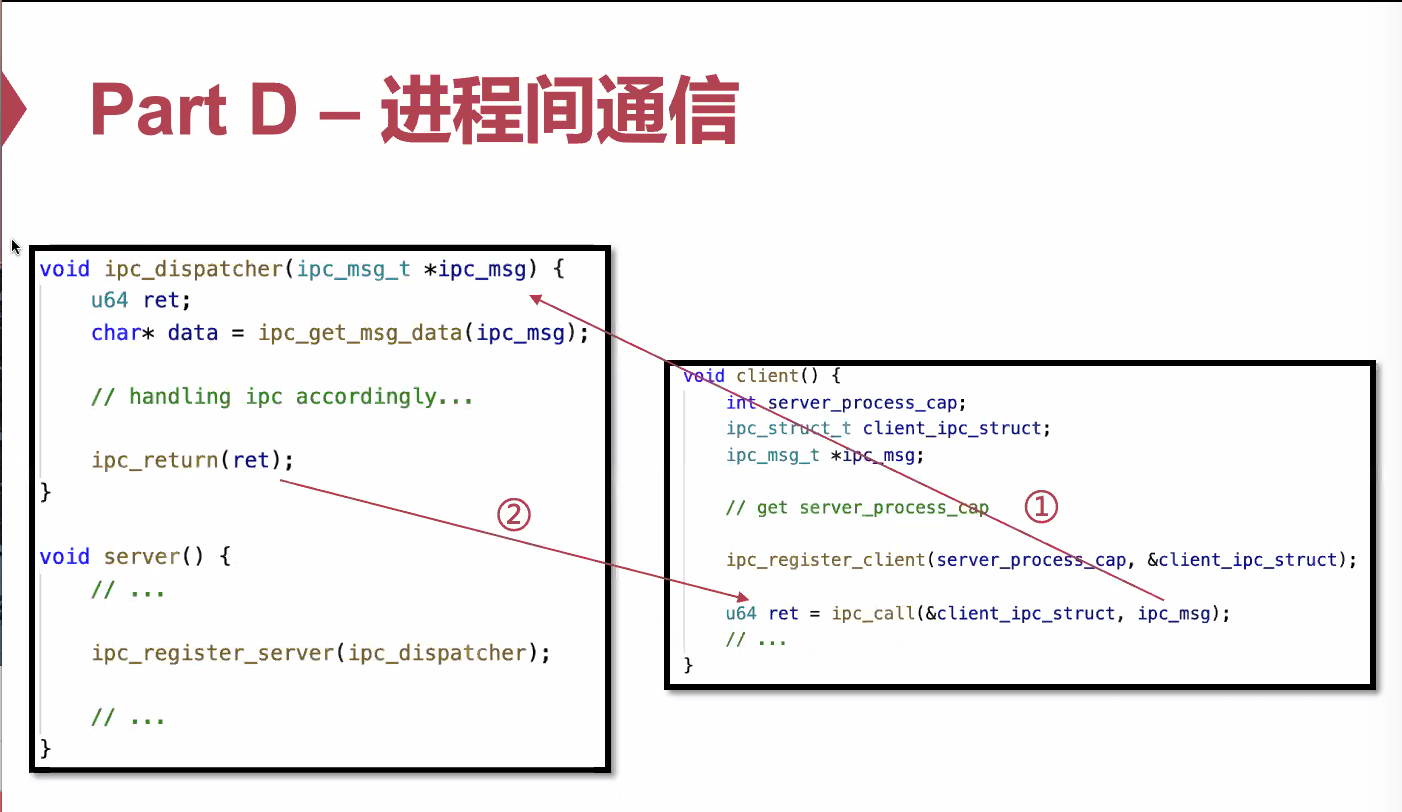 Part D – 进程间通信
void ipc_dispatcher(ipc_msg_t *ipc_msg) {
u64 ret;
char* data = ipc_get_msg_data(ipc_msg);
// handling ipc accordingly...
ipc_return(ret);
}
void server() {
// ...
ipc_register_server(ipc_dispatcher);
// ...
}
②
①
void client() {
int server_process_cap;
ipc_struct_t client_ipc_struct;
ipc_msg_t *ipc_msg;
// get server_process_cap
ipc_register_client(server_process_cap, &client_ipc_struct);
u64 ret = ipc_call(&client_ipc_struct, ipc_msg);
// ...
}